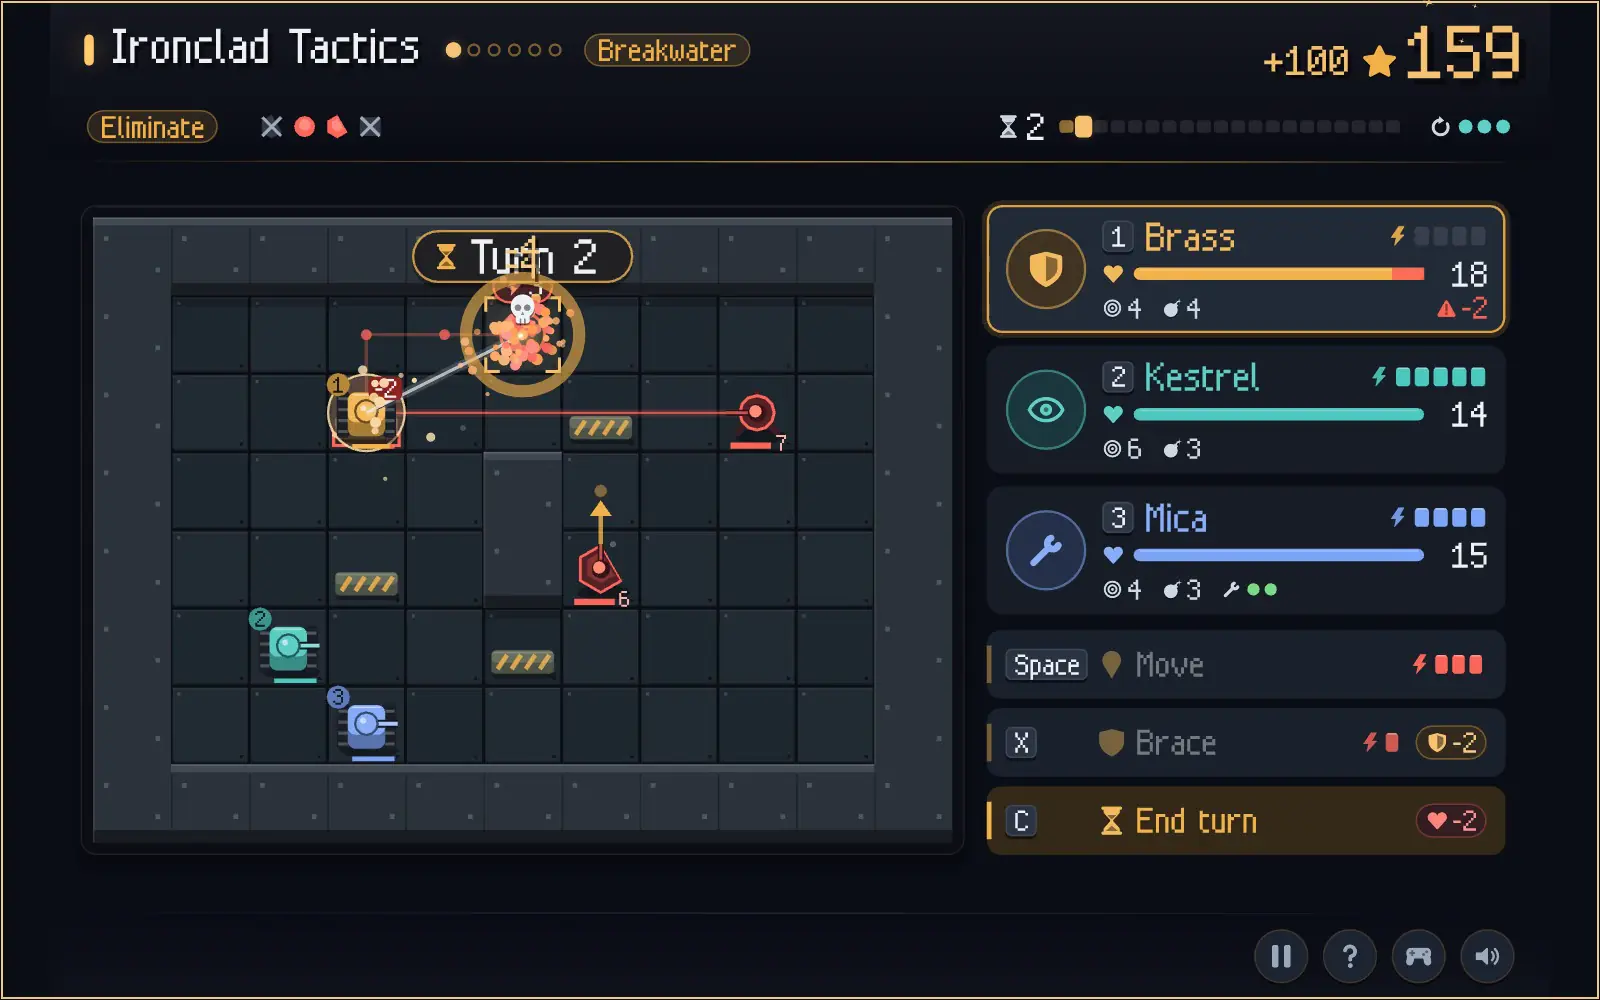 Ironclad Tactics
Breakwater
+100 159
Eliminate
2
Turn 2
1
-2
7
6
2
3
1 Brass
18
4 4
-2
2 Kestrel
14
6 3
3 Mica
15
4 3
Space Move
X Brace -2
C End turn -2
?